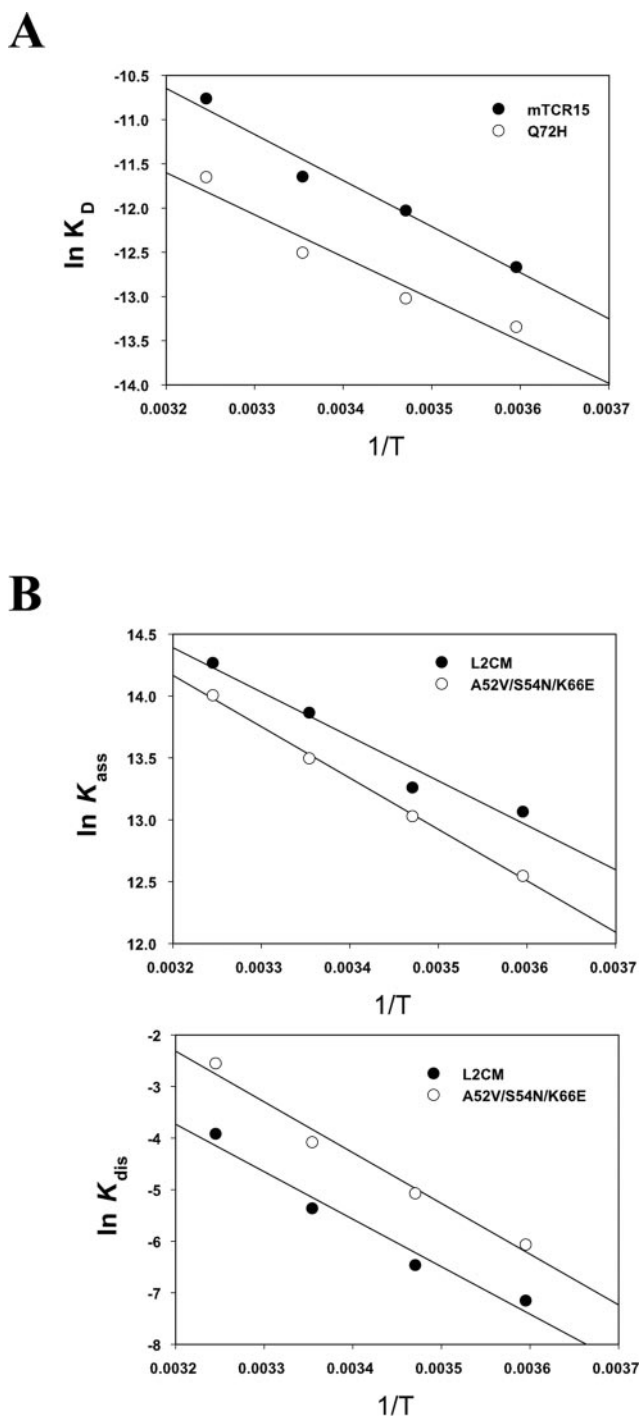 A
-10.5
-11.0
-11.5
-12.0
-12.5
-13.0
-13.5
-14.0
ln K D
mTCR15
Q72H
0.0032 0.0033 0.0034 0.0035 0.0036 0.0037
1/T
B
14.5
14.0
13.5
13.0
12.5
12.0
ln K ass
L2CM
A52V/S54N/K66E
0.0032 0.0033 0.0034 0.0035 0.0036 0.0037
1/T
-2
-3
-4
-5
-6
-7
-8
ln K dis
L2CM
A52V/S54N/K66E
0.0032 0.0033 0.0034 0.0035 0.0036 0.0037
1/T